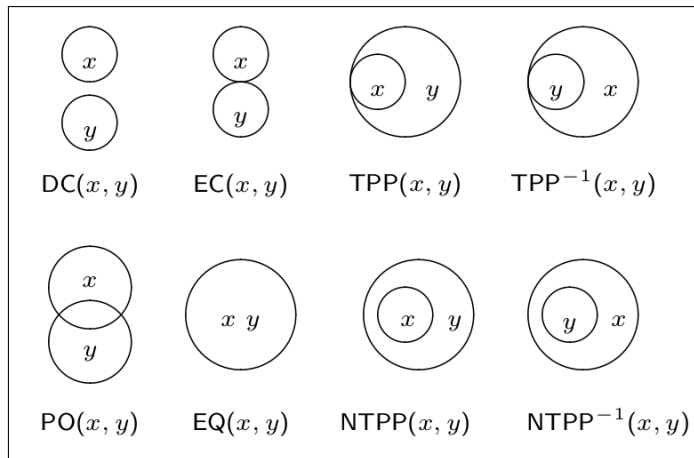 x x x y y x
y y
DC(x, y) EC(x, y) TPP(x, y) TPP⁻¹(x, y)
x
x y x y y x
y
PO(x, y) EQ(x, y) NTPP(x, y) NTPP⁻¹(x, y)